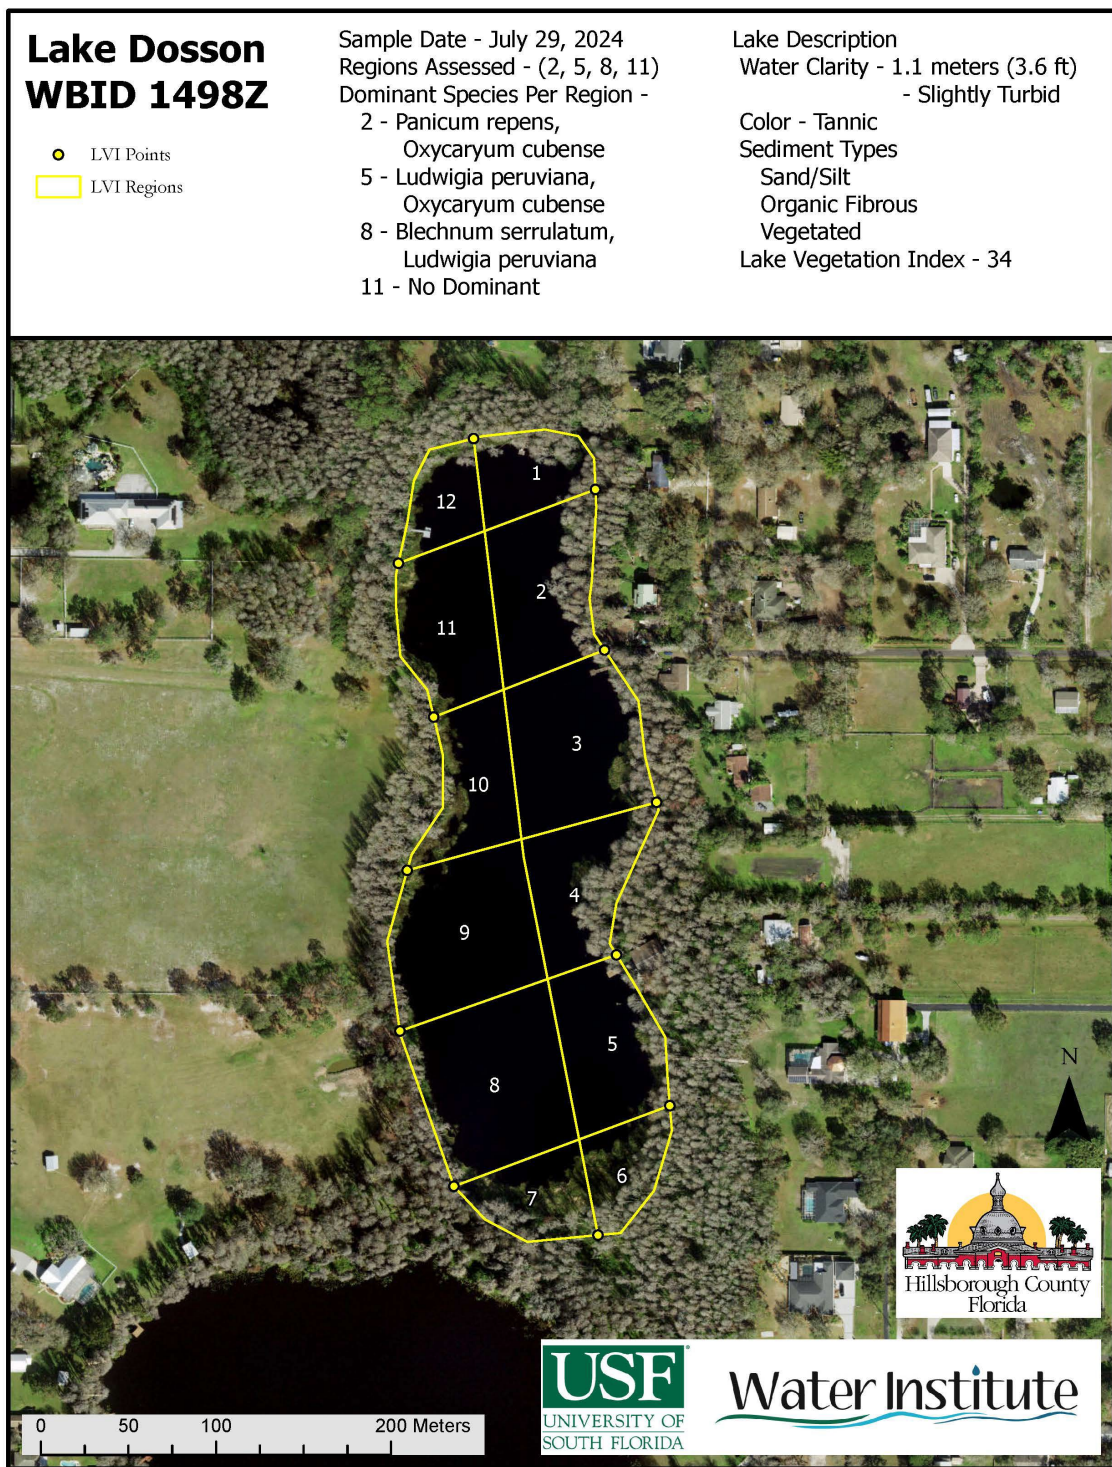 Lake Dosson
WBID 1498Z
LVI Points
LVI Regions
Sample Date - July 29, 2024
Regions Assessed - (2, 5, 8, 11)
Dominant Species Per Region -
2 - Panicum repens,
Oxycaryum cubense
5 - Ludwigia peruviana,
Oxycaryum cubense
8 - Blechnum serrulatum,
Ludwigia peruviana
11 - No Dominant
Lake Description
Water Clarity - 1.1 meters (3.6 ft)
- Slightly Turbid
Color - Tannic
Sediment Types
Sand/Silt
Organic Fibrous
Vegetated
Lake Vegetation Index - 34
1
12
2
11
3
10
4
9
5
8
6
7
N
Hillsborough County
Florida
USF
UNIVERSITY OF
SOUTH FLORIDA
Water Institute
0 50 100 200 Meters